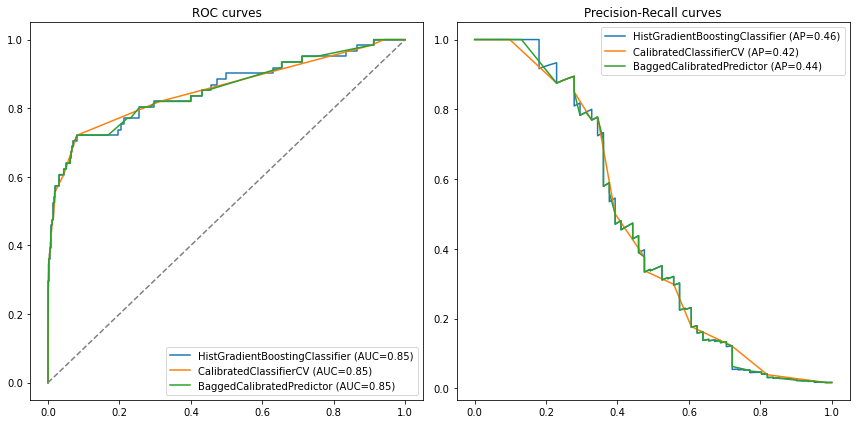 ROC curves
1.0
0.8
0.6
0.4
0.2
0.0
0.0 0.2 0.4 0.6 0.8 1.0
HistGradientBoostingClassifier (AUC=0.85)
CalibratedClassifierCV (AUC=0.85)
BaggedCalibratedPredictor (AUC=0.85)
Precision-Recall curves
1.0
0.8
0.6
0.4
0.2
0.0
0.0 0.2 0.4 0.6 0.8 1.0
HistGradientBoostingClassifier (AP=0.46)
CalibratedClassifierCV (AP=0.42)
BaggedCalibratedPredictor (AP=0.44)